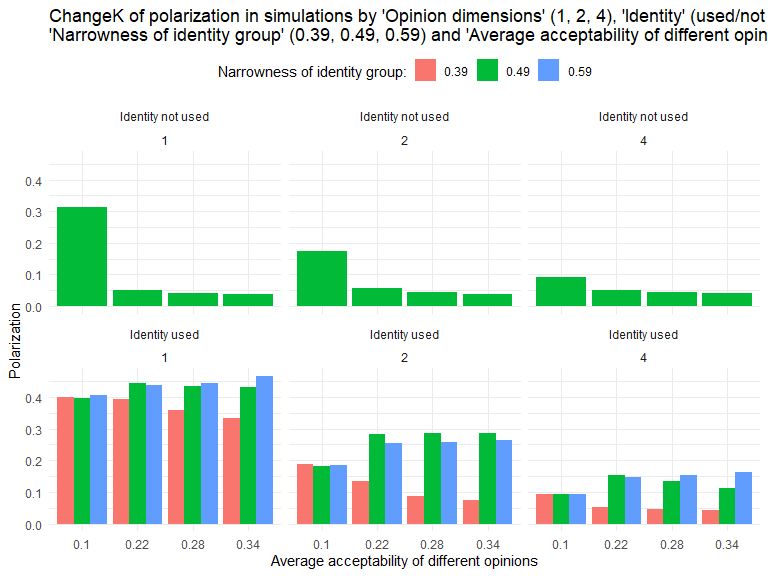 ChangeK of polarization in simulations by 'Opinion dimensions' (1, 2, 4), 'Identity' (used/not
'Narrowness of identity group' (0.39, 0.49, 0.59) and 'Average acceptability of different opin
Narrowness of identity group: 0.39 0.49 0.59
Identity not used Identity not used Identity not used
1 2 4
0.4
0.3
0.2
0.1
0.0
Polarization
Identity used Identity used Identity used
1 2 4
0.4
0.3
0.2
0.1
0.0
0.1 0.22 0.28 0.34 0.1 0.22 0.28 0.34 0.1 0.22 0.28 0.34
Average acceptability of different opinions